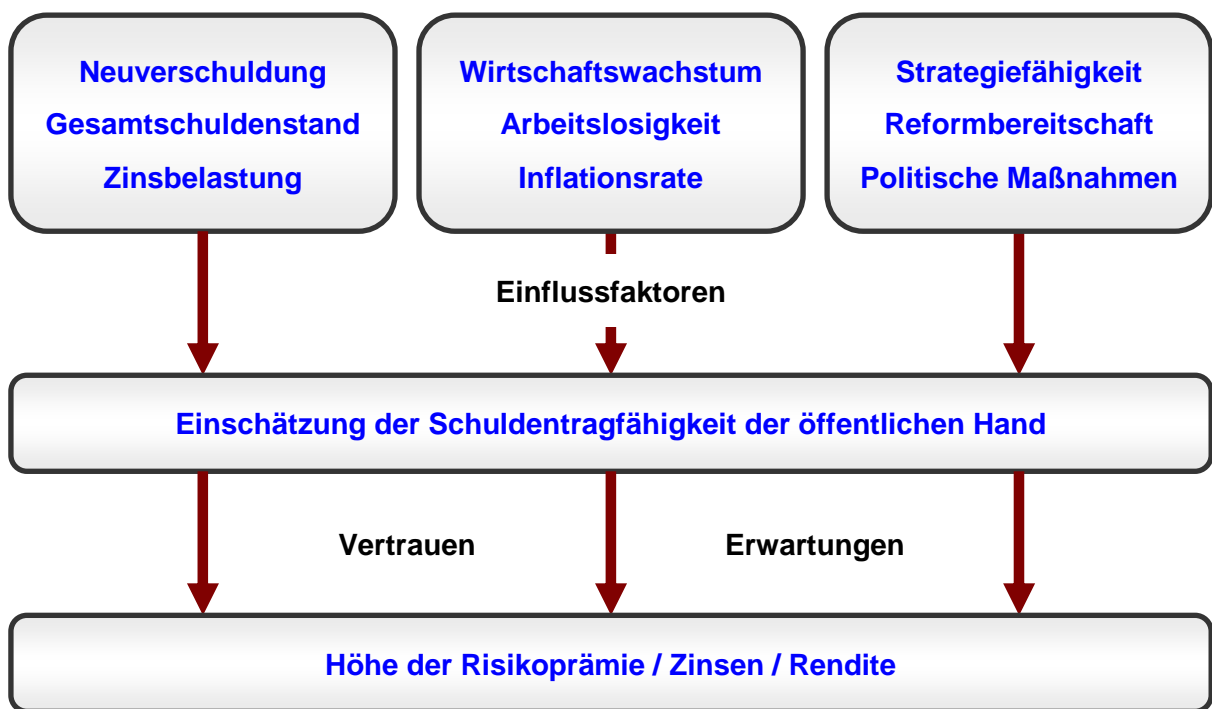 Neuverschuldung
Gesamtschuldenstand
Zinsbelastung
Wirtschaftswachstum
Arbeitslosigkeit
Inflationsrate
Strategiefähigkeit
Reformbereitschaft
Politische Maßnahmen
Einflussfaktoren
Einschätzung der Schuldentragfähigkeit der öffentlichen Hand
Vertrauen
Erwartungen
Höhe der Risikoprämie / Zinsen / Rendite